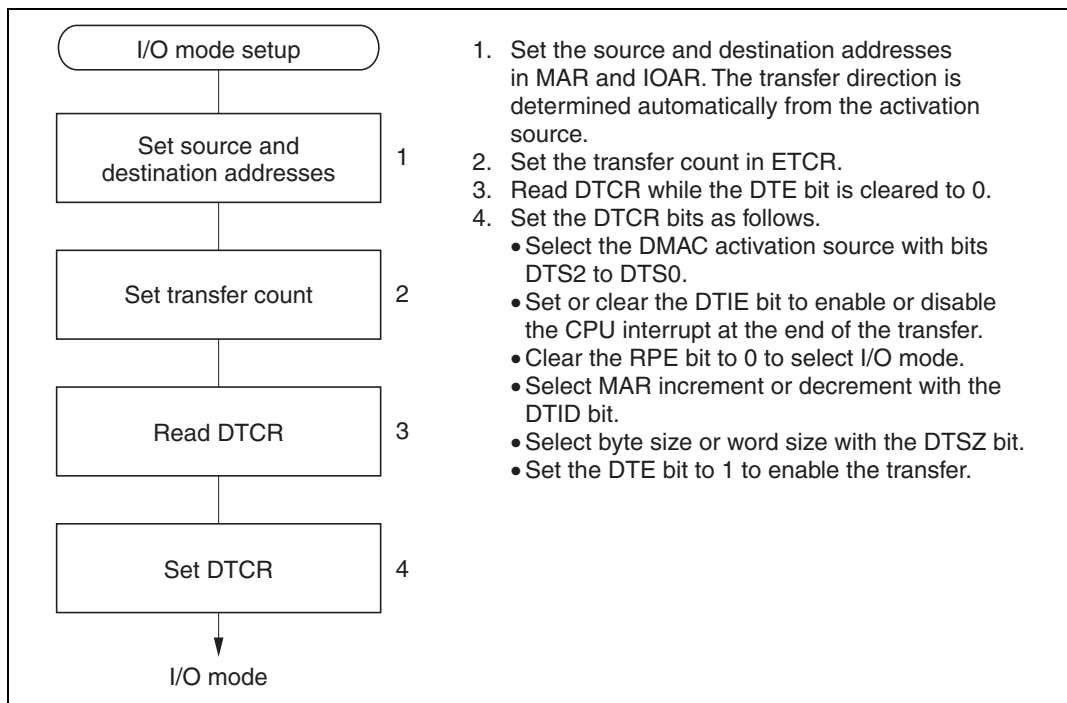 I/O mode setup
Set source and
destination addresses
1
Set transfer count
2
Read DTCR
3
Set DTCR
4
I/O mode
1. Set the source and destination addresses
in MAR and IOAR. The transfer direction is
determined automatically from the activation
source.
2. Set the transfer count in ETCR.
3. Read DTCR while the DTE bit is cleared to 0.
4. Set the DTCR bits as follows.
• Select the DMAC activation source with bits
DTS2 to DTS0.
• Set or clear the DTIE bit to enable or disable
the CPU interrupt at the end of the transfer.
• Clear the RPE bit to 0 to select I/O mode.
• Select MAR increment or decrement with the
DTID bit.
• Select byte size or word size with the DTSZ bit.
• Set the DTE bit to 1 to enable the transfer.